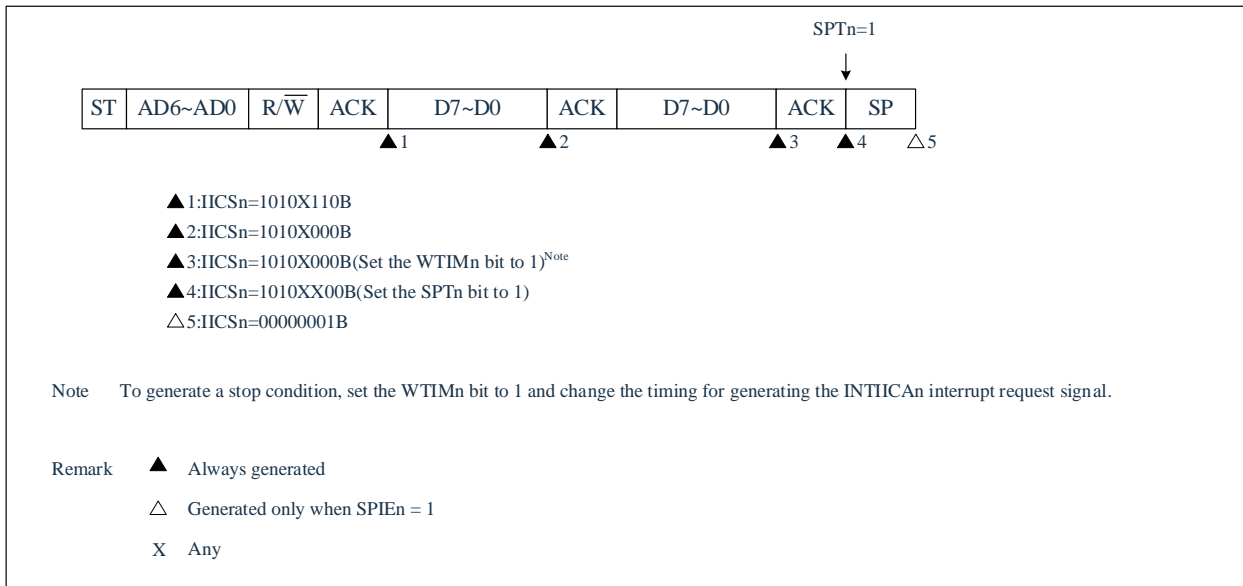 SPTn=1
ST AD6~AD0 R/W̅ ACK D7~D0 ACK D7~D0 ACK SP
▲1 ▲2 ▲3 ▲4 △5
▲1:IICSn=1010X110B
▲2:IICSn=1010X000B
▲3:IICSn=1010X000B(Set the WTIMn bit to 1)Note
▲4:IICSn=1010XX00B(Set the SPTn bit to 1)
△5:IICSn=00000001B
Note To generate a stop condition, set the WTIMn bit to 1 and change the timing for generating the INTIICAn interrupt request signal.
Remark ▲ Always generated
△ Generated only when SPIEn = 1
X Any